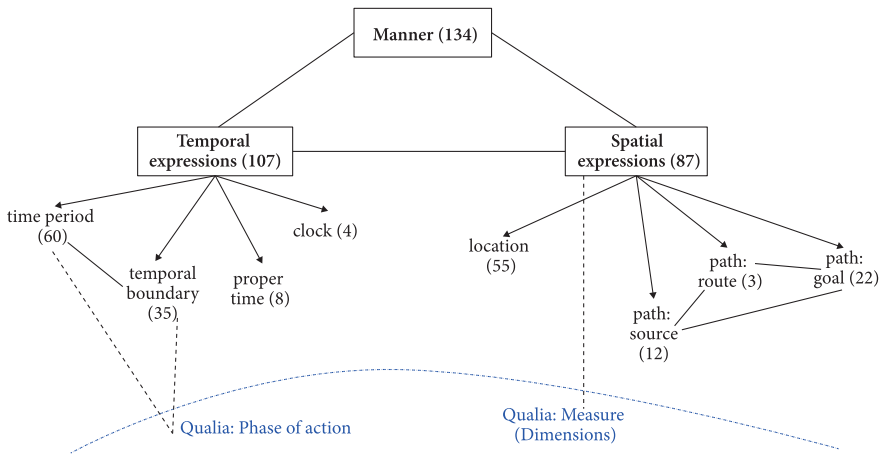 Manner (134)
Temporal
expressions (107)
Spatial
expressions (87)
time period
(60)
temporal
boundary
(35)
proper
time (8)
clock (4)
location
(55)
path:
source
(12)
path:
route (3)
path:
goal (22)
Qualia: Phase of action
Qualia: Measure
(Dimensions)